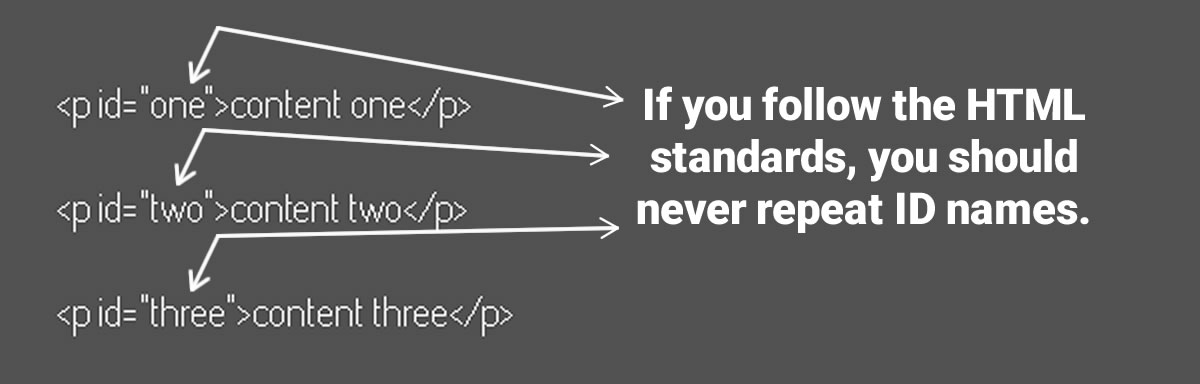 <p id="one">content one</p>
<p id="two">content two</p>
<p id="three">content three</p>
If you follow the HTML
standards, you should
never repeat ID names.